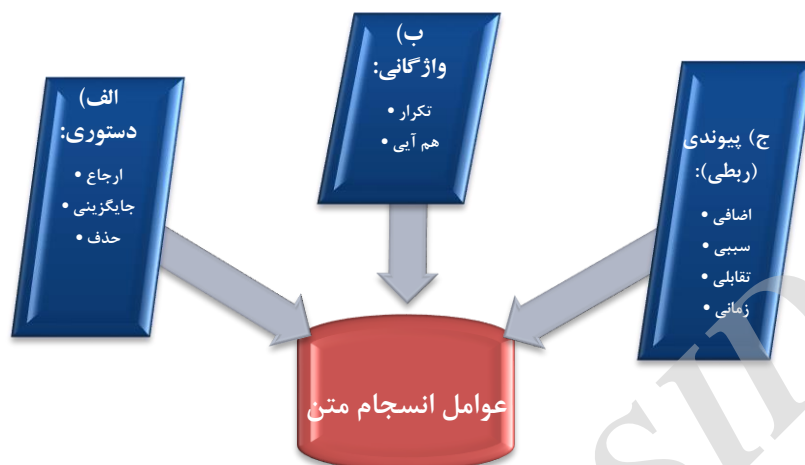 الف)
دستوری:
• ارجاع
• جایگزینی
• حذف
ب)
واژگانی:
• تکرار
• هم آیی
ج) پیوندی
(ربطی):
• اضافی
• سببی
• تقابلی
• زمانی
عوامل انسجام متن